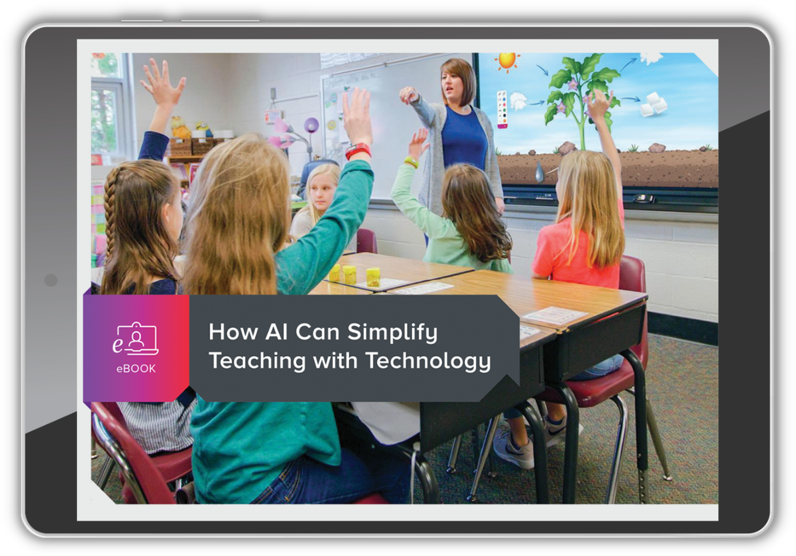 e
eBOOK
How AI Can Simplify
Teaching with Technology